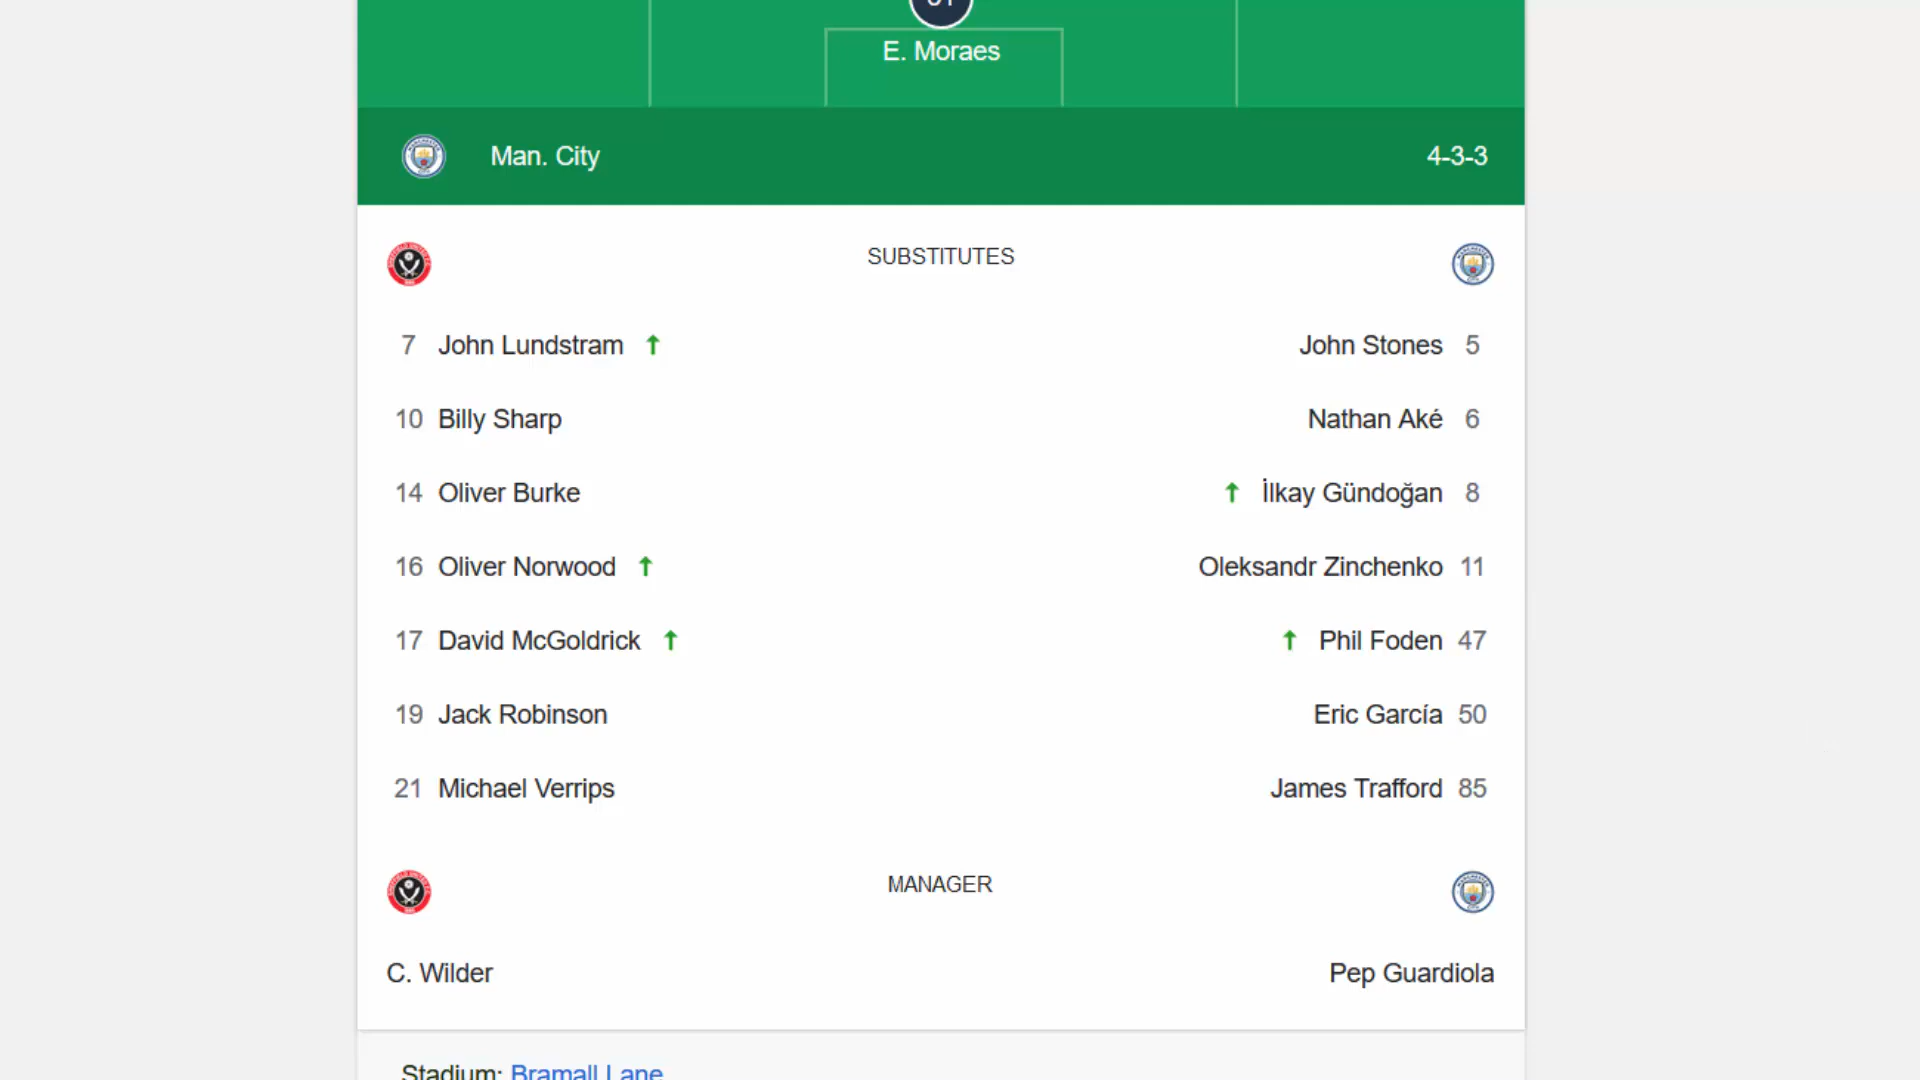 E. Moraes
Man. City 4-3-3
SUBSTITUTES
7 John Lundstram ↑ John Stones 5
10 Billy Sharp Nathan Aké 6
14 Oliver Burke ↑ İlkay Gündoğan 8
16 Oliver Norwood ↑ Oleksandr Zinchenko 11
17 David McGoldrick ↑ ↑ Phil Foden 47
19 Jack Robinson Eric García 50
21 Michael Verrips James Trafford 85
MANAGER
C. Wilder Pep Guardiola
Stadium: Bramall Lane